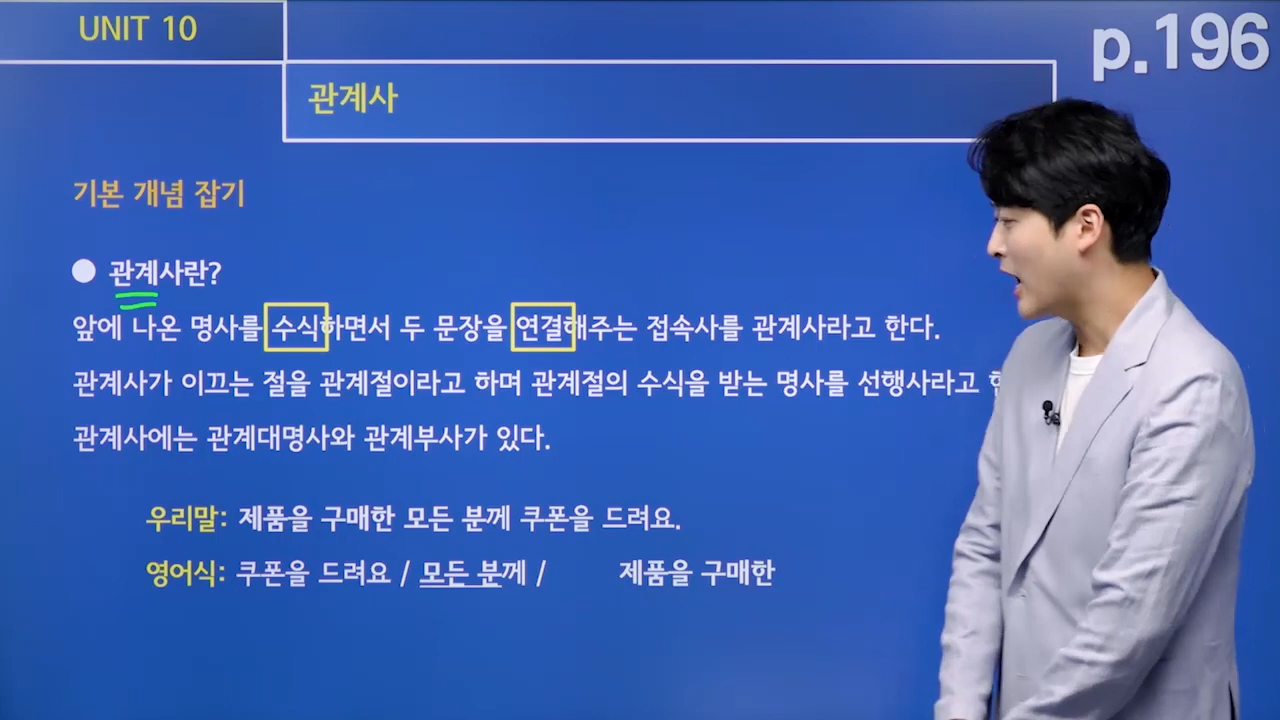 UNIT 10
p.196
관계사
기본 개념 잡기
● 관계사란?
앞에 나온 명사를 수식하면서 두 문장을 연결해주는 접속사를 관계사라고 한다.
관계사가 이끄는 절을 관계절이라고 하며 관계절의 수식을 받는 명사를 선행사라고
관계사에는 관계대명사와 관계부사가 있다.
우리말: 제품을 구매한 모든 분께 쿠폰을 드려요.
영어식: 쿠폰을 드려요 / 모든 분께 / 제품을 구매한